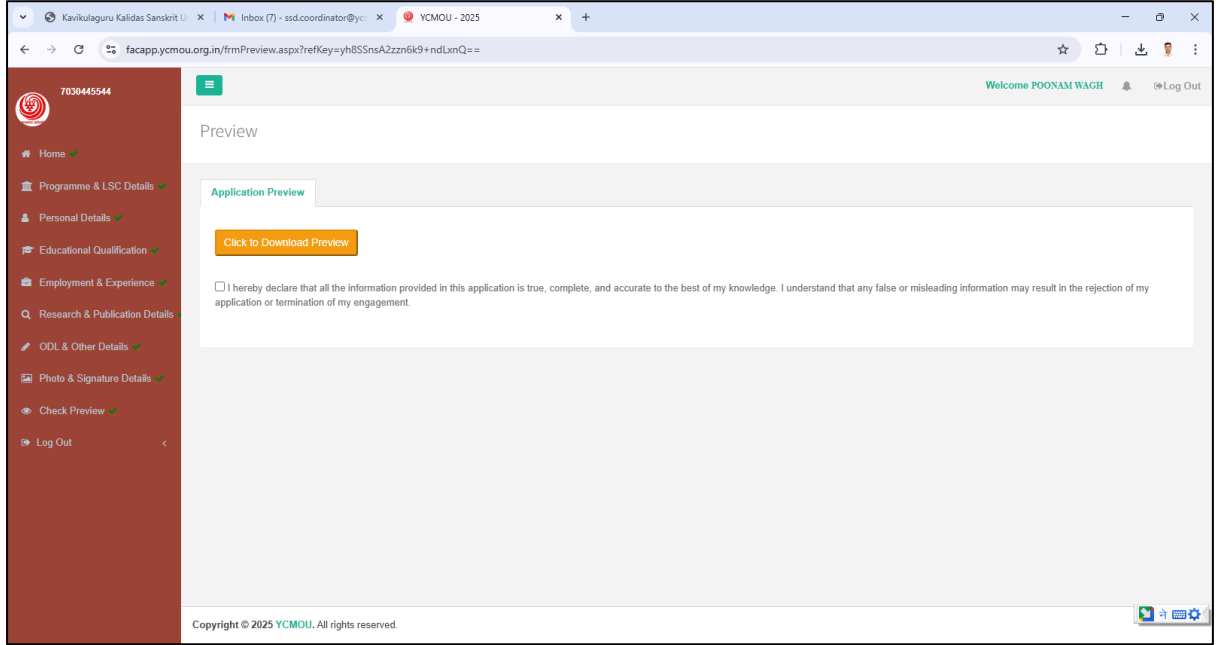 Kavikulaguru Kalidas Sanskrit U
Inbox (7) - ssd.coordinator@yc
YCMOU - 2025
facapp.ycmou.org.in/frmPreview.aspx?refKey=yh8SSnsA2zzn6k9+ndLxnQ==
7030445544
Welcome POONAM WAGH
Log Out
Preview
Home
Programme & LSC Details
Personal Details
Educational Qualification
Employment & Experience
Research & Publication Details
ODL & Other Details
Photo & Signature Details
Check Preview
Log Out
Application Preview
Click to Download Preview
I hereby declare that all the information provided in this application is true, complete, and accurate to the best of my knowledge. I understand that any false or misleading information may result in the rejection of my
application or termination of my engagement.
Copyright © 2025 YCMOU. All rights reserved.
ने